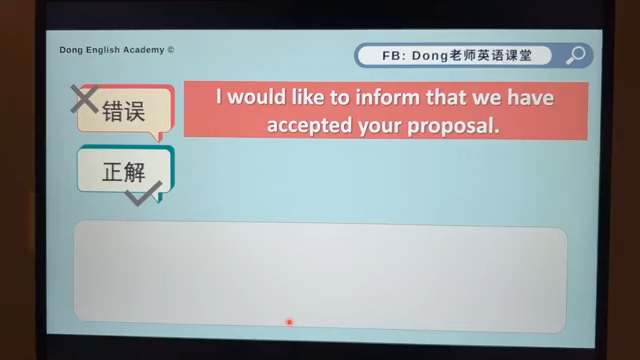 Dong English Academy ©
FB: Dong老师英语课堂
错误
I would like to inform that we have
accepted your proposal.
正解